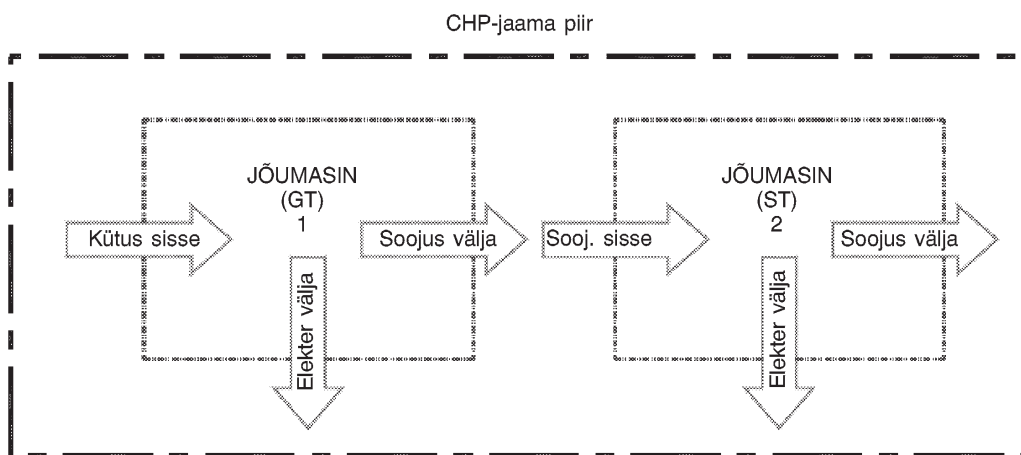 CHP-jaama piir
JÕUMASIN
(GT)
1
Kütus sisse
Soojus välja
Elekter välja
JÕUMASIN
(ST)
2
Sooj. sisse
Soojus välja
Elekter välja